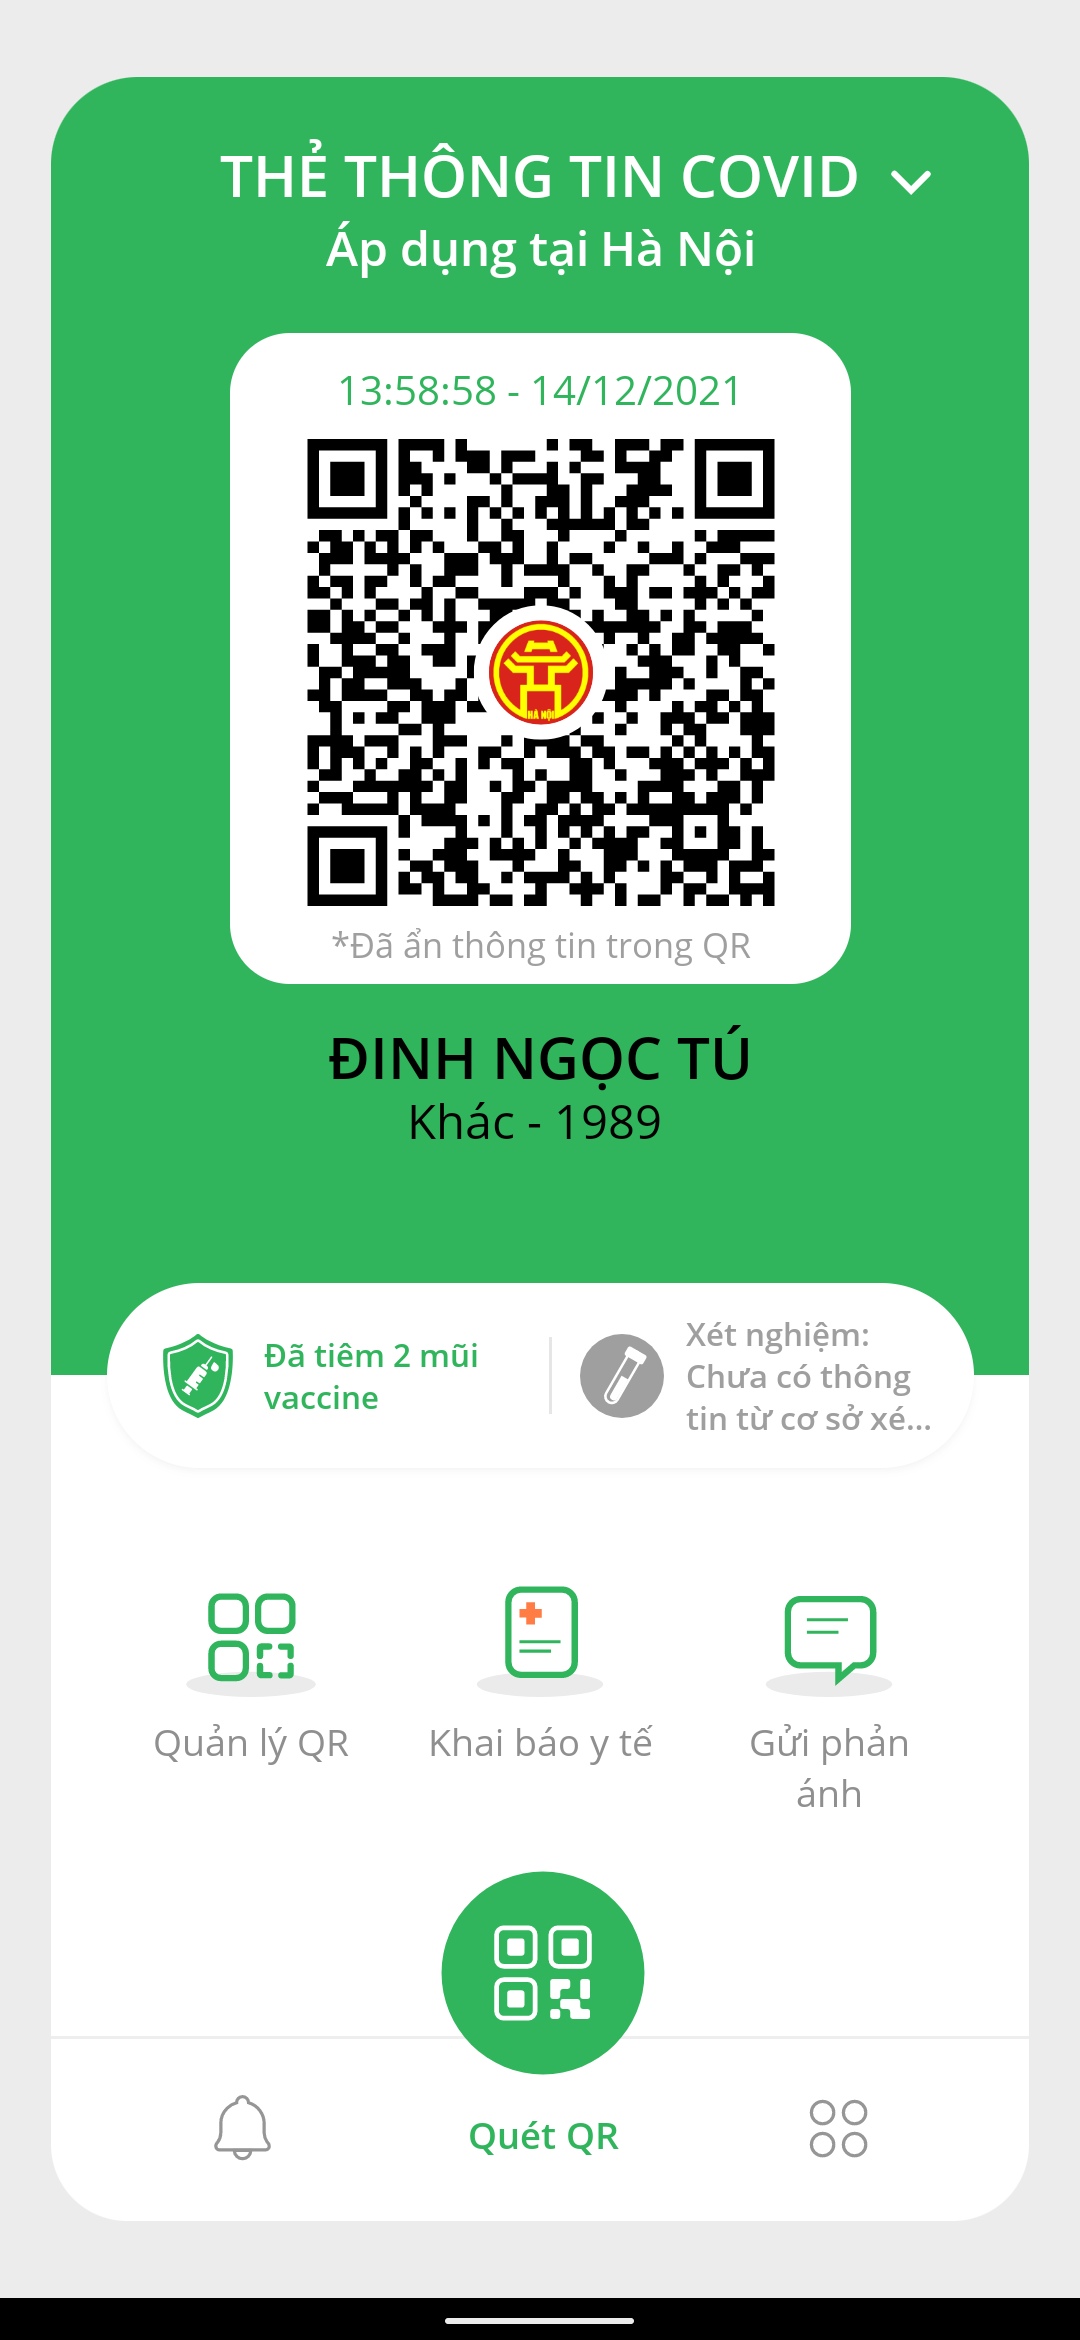 THẺ THÔNG TIN COVID
Áp dụng tại Hà Nội
13:58:58 - 14/12/2021
HÀ NỘI
*Đã ẩn thông tin trong QR
ĐINH NGỌC TÚ
Khác - 1989
Đã tiêm 2 mũi
vaccine
Xét nghiệm:
Chưa có thông
tin từ cơ sở xé...
Quản lý QR
Khai báo y tế
Gửi phản
ánh
Quét QR